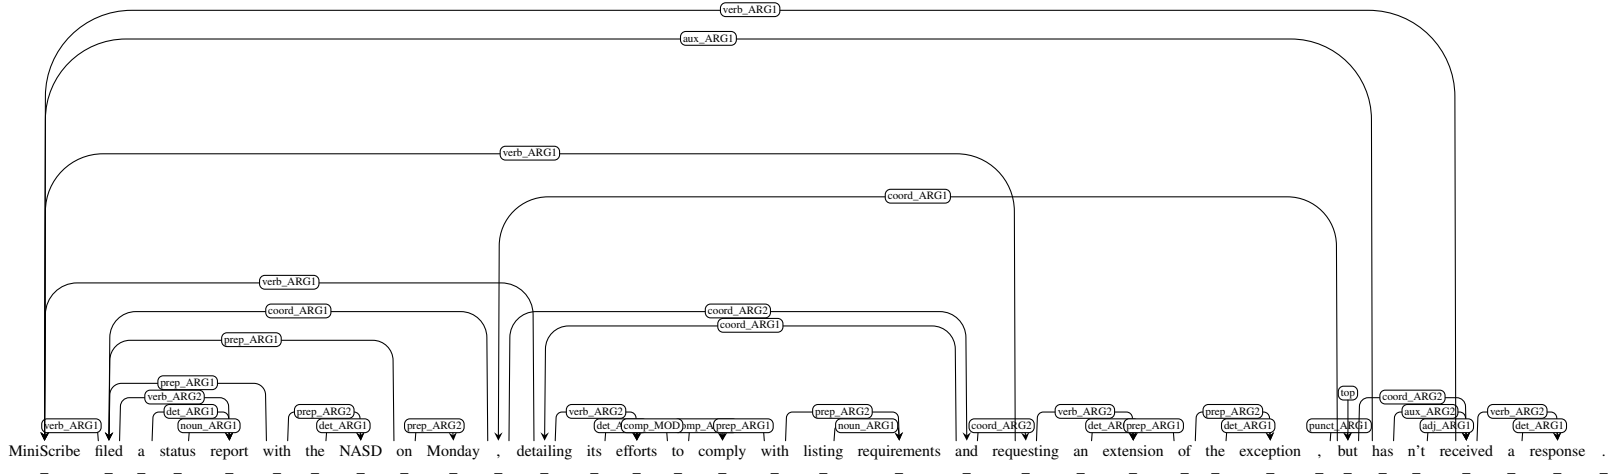 verb_ARG1
aux_ARG1
verb_ARG1
coord_ARG1
verb_ARG1
coord_ARG1 coord_ARG2
coord_ARG1
prep_ARG1
prep_ARG1
top
verb_ARG2 coord_ARG2
det_ARG1 prep_ARG2 verb_ARG2 prep_ARG2 verb_ARG2 prep_ARG2 aux_ARG2 verb_ARG2
verb_ARG1 noun_ARG1 det_ARG1 prep_ARG2 comp_MOD prep_ARG1 noun_ARG1 coord_ARG2 prep_ARG1 det_ARG1 punct_ARG1 adj_ARG1 det_ARG1
MiniScribe filed a status report with the NASD on Monday , detailing its efforts to comply with listing requirements and requesting an extension of the exception , but has n't received a response .